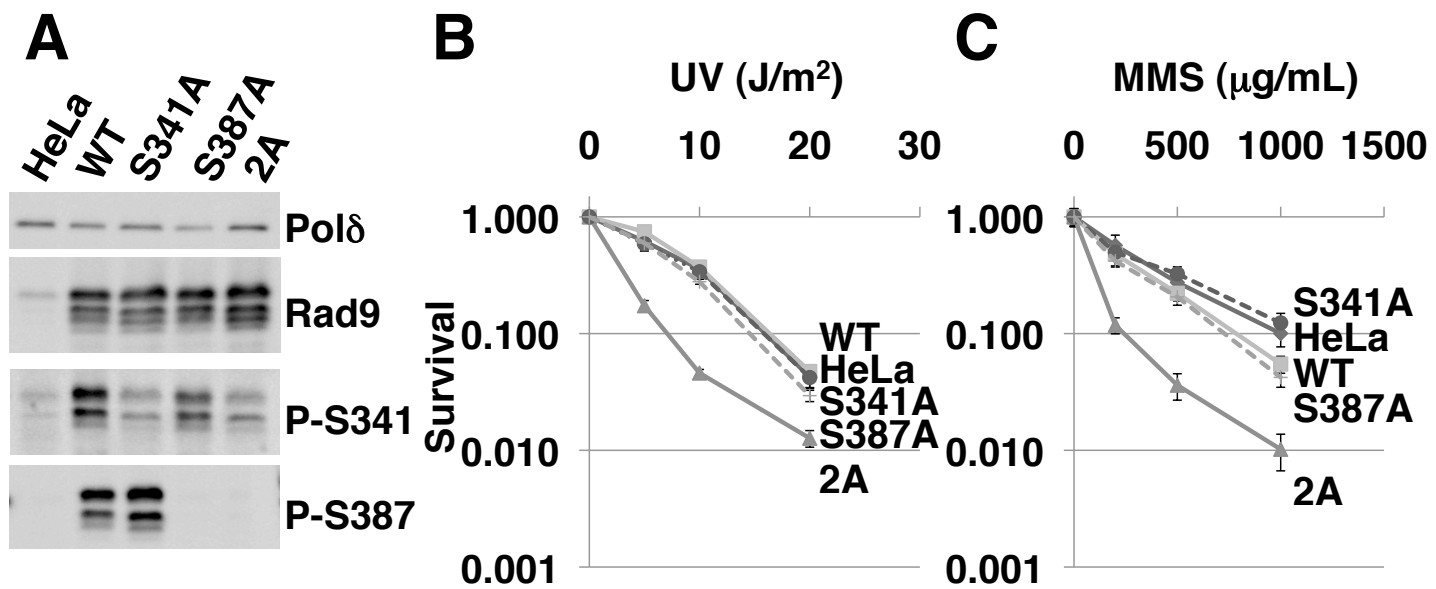 A
HeLa
WT
S341A
S387A
2A
Polδ
Rad9
P-S341
P-S387
B
UV (J/m²)
0 10 20 30
Survival
1.000
0.100
0.010
0.001
WT
HeLa
S341A
S387A
2A
C
MMS (μg/mL)
0 500 1000 1500
1.000
0.100
0.010
0.001
S341A
HeLa
WT
S387A
2A